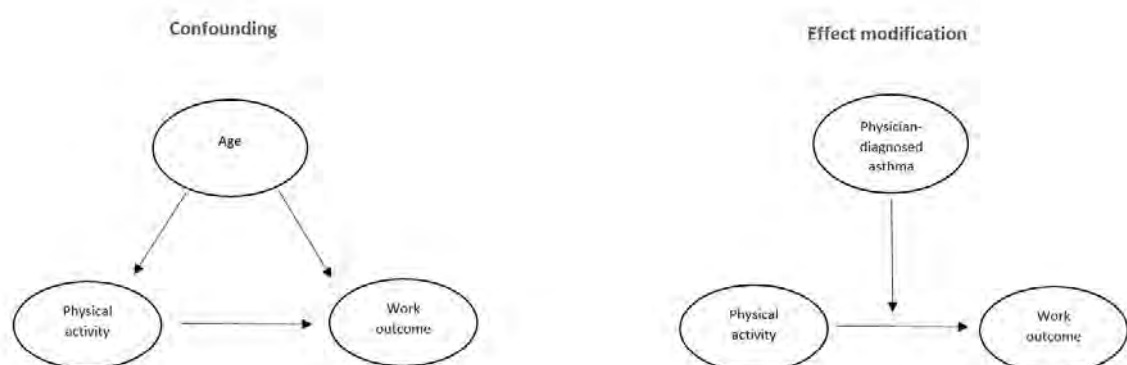 Confounding
Age
Physical
activity
Work
outcome
Effect modification
Physician-
diagnosed
asthma
Physical
activity
Work
outcome